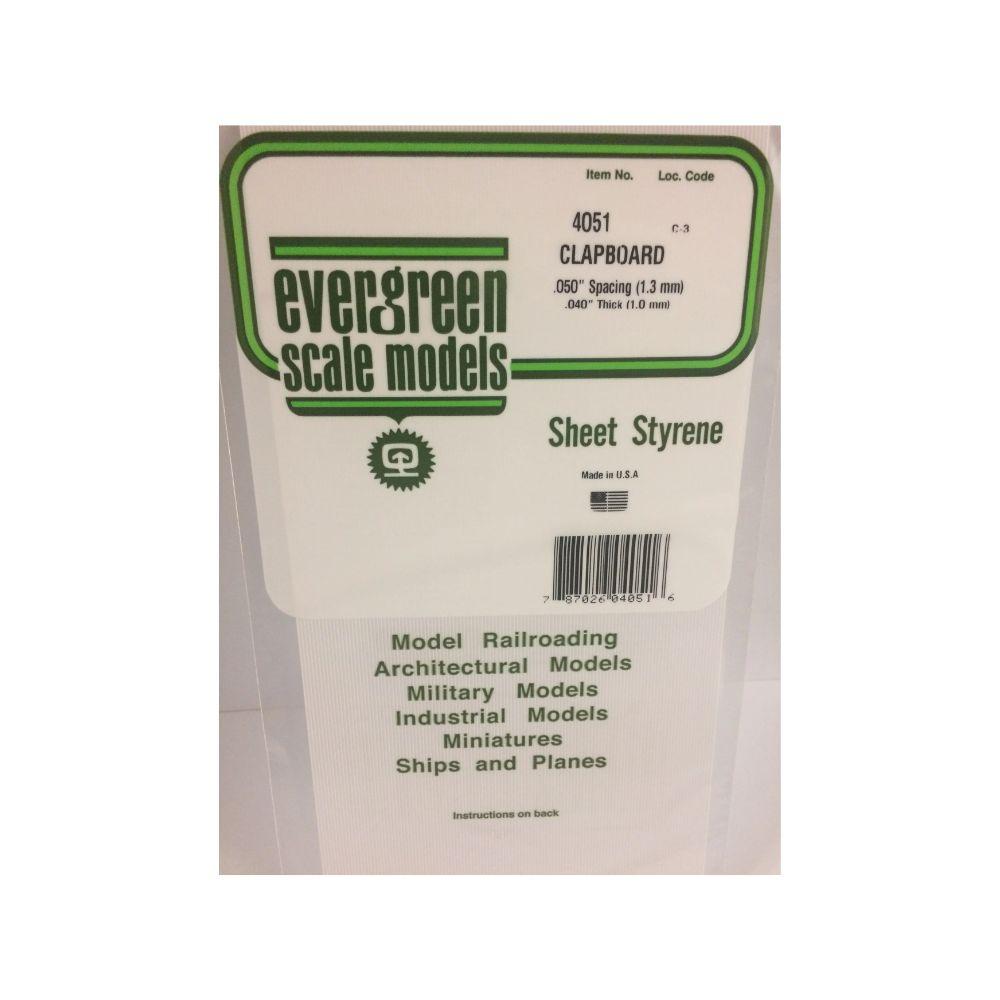 Item No. Loc. Code
4051 C-3
CLAPBOARD
.050" Spacing (1.3 mm)
.040" Thick (1.0 mm)
evergreen
scale models
Sheet Styrene
Made in U.S.A
7 87026 04051 6
Model Railroading
Architectural Models
Military Models
Industrial Models
Miniatures
Ships and Planes
Instructions on back